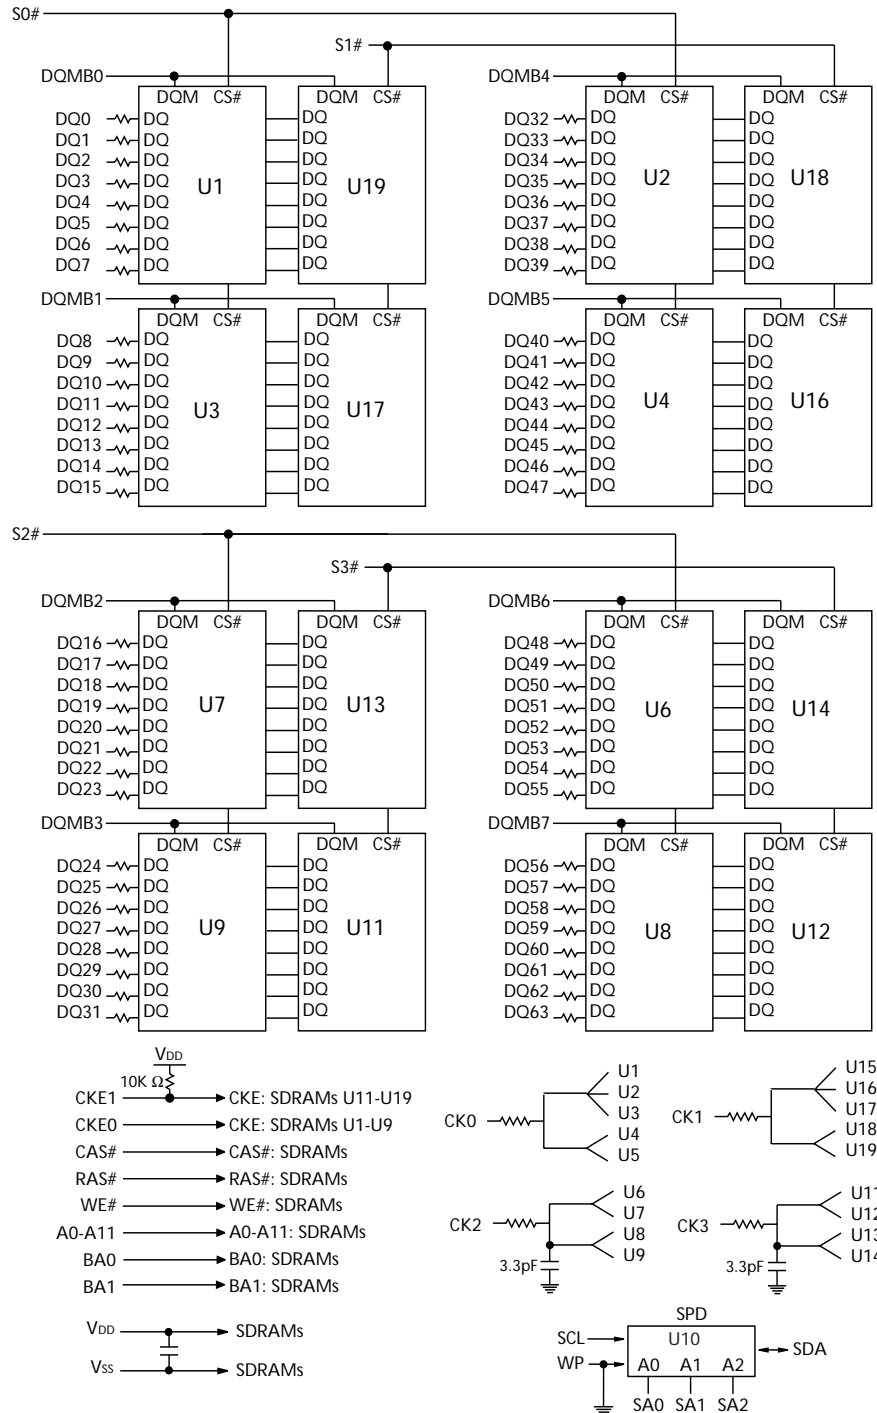 S0#
S1#
DQMB0
DQM CS#
DQM CS#
DQ0 DQ DQ
DQ1 DQ DQ
DQ2 DQ DQ
DQ3 DQ DQ
DQ4 DQ DQ
DQ5 DQ DQ
DQ6 DQ DQ
DQ7 DQ DQ
U1
U19
DQMB4
DQM CS#
DQM CS#
DQ32 DQ DQ
DQ33 DQ DQ
DQ34 DQ DQ
DQ35 DQ DQ
DQ36 DQ DQ
DQ37 DQ DQ
DQ38 DQ DQ
DQ39 DQ DQ
U2
U18
DQMB1
DQM CS#
DQM CS#
DQ8 DQ DQ
DQ9 DQ DQ
DQ10 DQ DQ
DQ11 DQ DQ
DQ12 DQ DQ
DQ13 DQ DQ
DQ14 DQ DQ
DQ15 DQ DQ
U3
U17
DQMB5
DQM CS#
DQM CS#
DQ40 DQ DQ
DQ41 DQ DQ
DQ42 DQ DQ
DQ43 DQ DQ
DQ44 DQ DQ
DQ45 DQ DQ
DQ46 DQ DQ
DQ47 DQ DQ
U4
U16
S2#
S3#
DQMB2
DQM CS#
DQM CS#
DQ16 DQ DQ
DQ17 DQ DQ
DQ18 DQ DQ
DQ19 DQ DQ
DQ20 DQ DQ
DQ21 DQ DQ
DQ22 DQ DQ
DQ23 DQ DQ
U7
U13
DQMB6
DQM CS#
DQM CS#
DQ48 DQ DQ
DQ49 DQ DQ
DQ50 DQ DQ
DQ51 DQ DQ
DQ52 DQ DQ
DQ53 DQ DQ
DQ54 DQ DQ
DQ55 DQ DQ
U6
U14
DQMB3
DQM CS#
DQM CS#
DQ24 DQ DQ
DQ25 DQ DQ
DQ26 DQ DQ
DQ27 DQ DQ
DQ28 DQ DQ
DQ29 DQ DQ
DQ30 DQ DQ
DQ31 DQ DQ
U9
U11
DQMB7
DQM CS#
DQM CS#
DQ56 DQ DQ
DQ57 DQ DQ
DQ58 DQ DQ
DQ59 DQ DQ
DQ60 DQ DQ
DQ61 DQ DQ
DQ62 DQ DQ
DQ63 DQ DQ
U8
U12
VDD
10K Ω
CKE1 CKE: SDRAMs U11-U19
CKE0 CKE: SDRAMs U1-U9
CAS# CAS#: SDRAMs
RAS# RAS#: SDRAMs
WE# WE#: SDRAMs
A0-A11 A0-A11: SDRAMs
BA0 BA0: SDRAMs
BA1 BA1: SDRAMs
VDD SDRAMs
VSS SDRAMs
CK0
U1
U2
U3
U4
U5
CK1
U15
U16
U17
U18
U19
CK2
U6
U7
U8
U9
3.3pF
CK3
U11
U12
U13
U14
3.3pF
SPD
SCL U10 SDA
WP A0 A1 A2
SA0 SA1 SA2